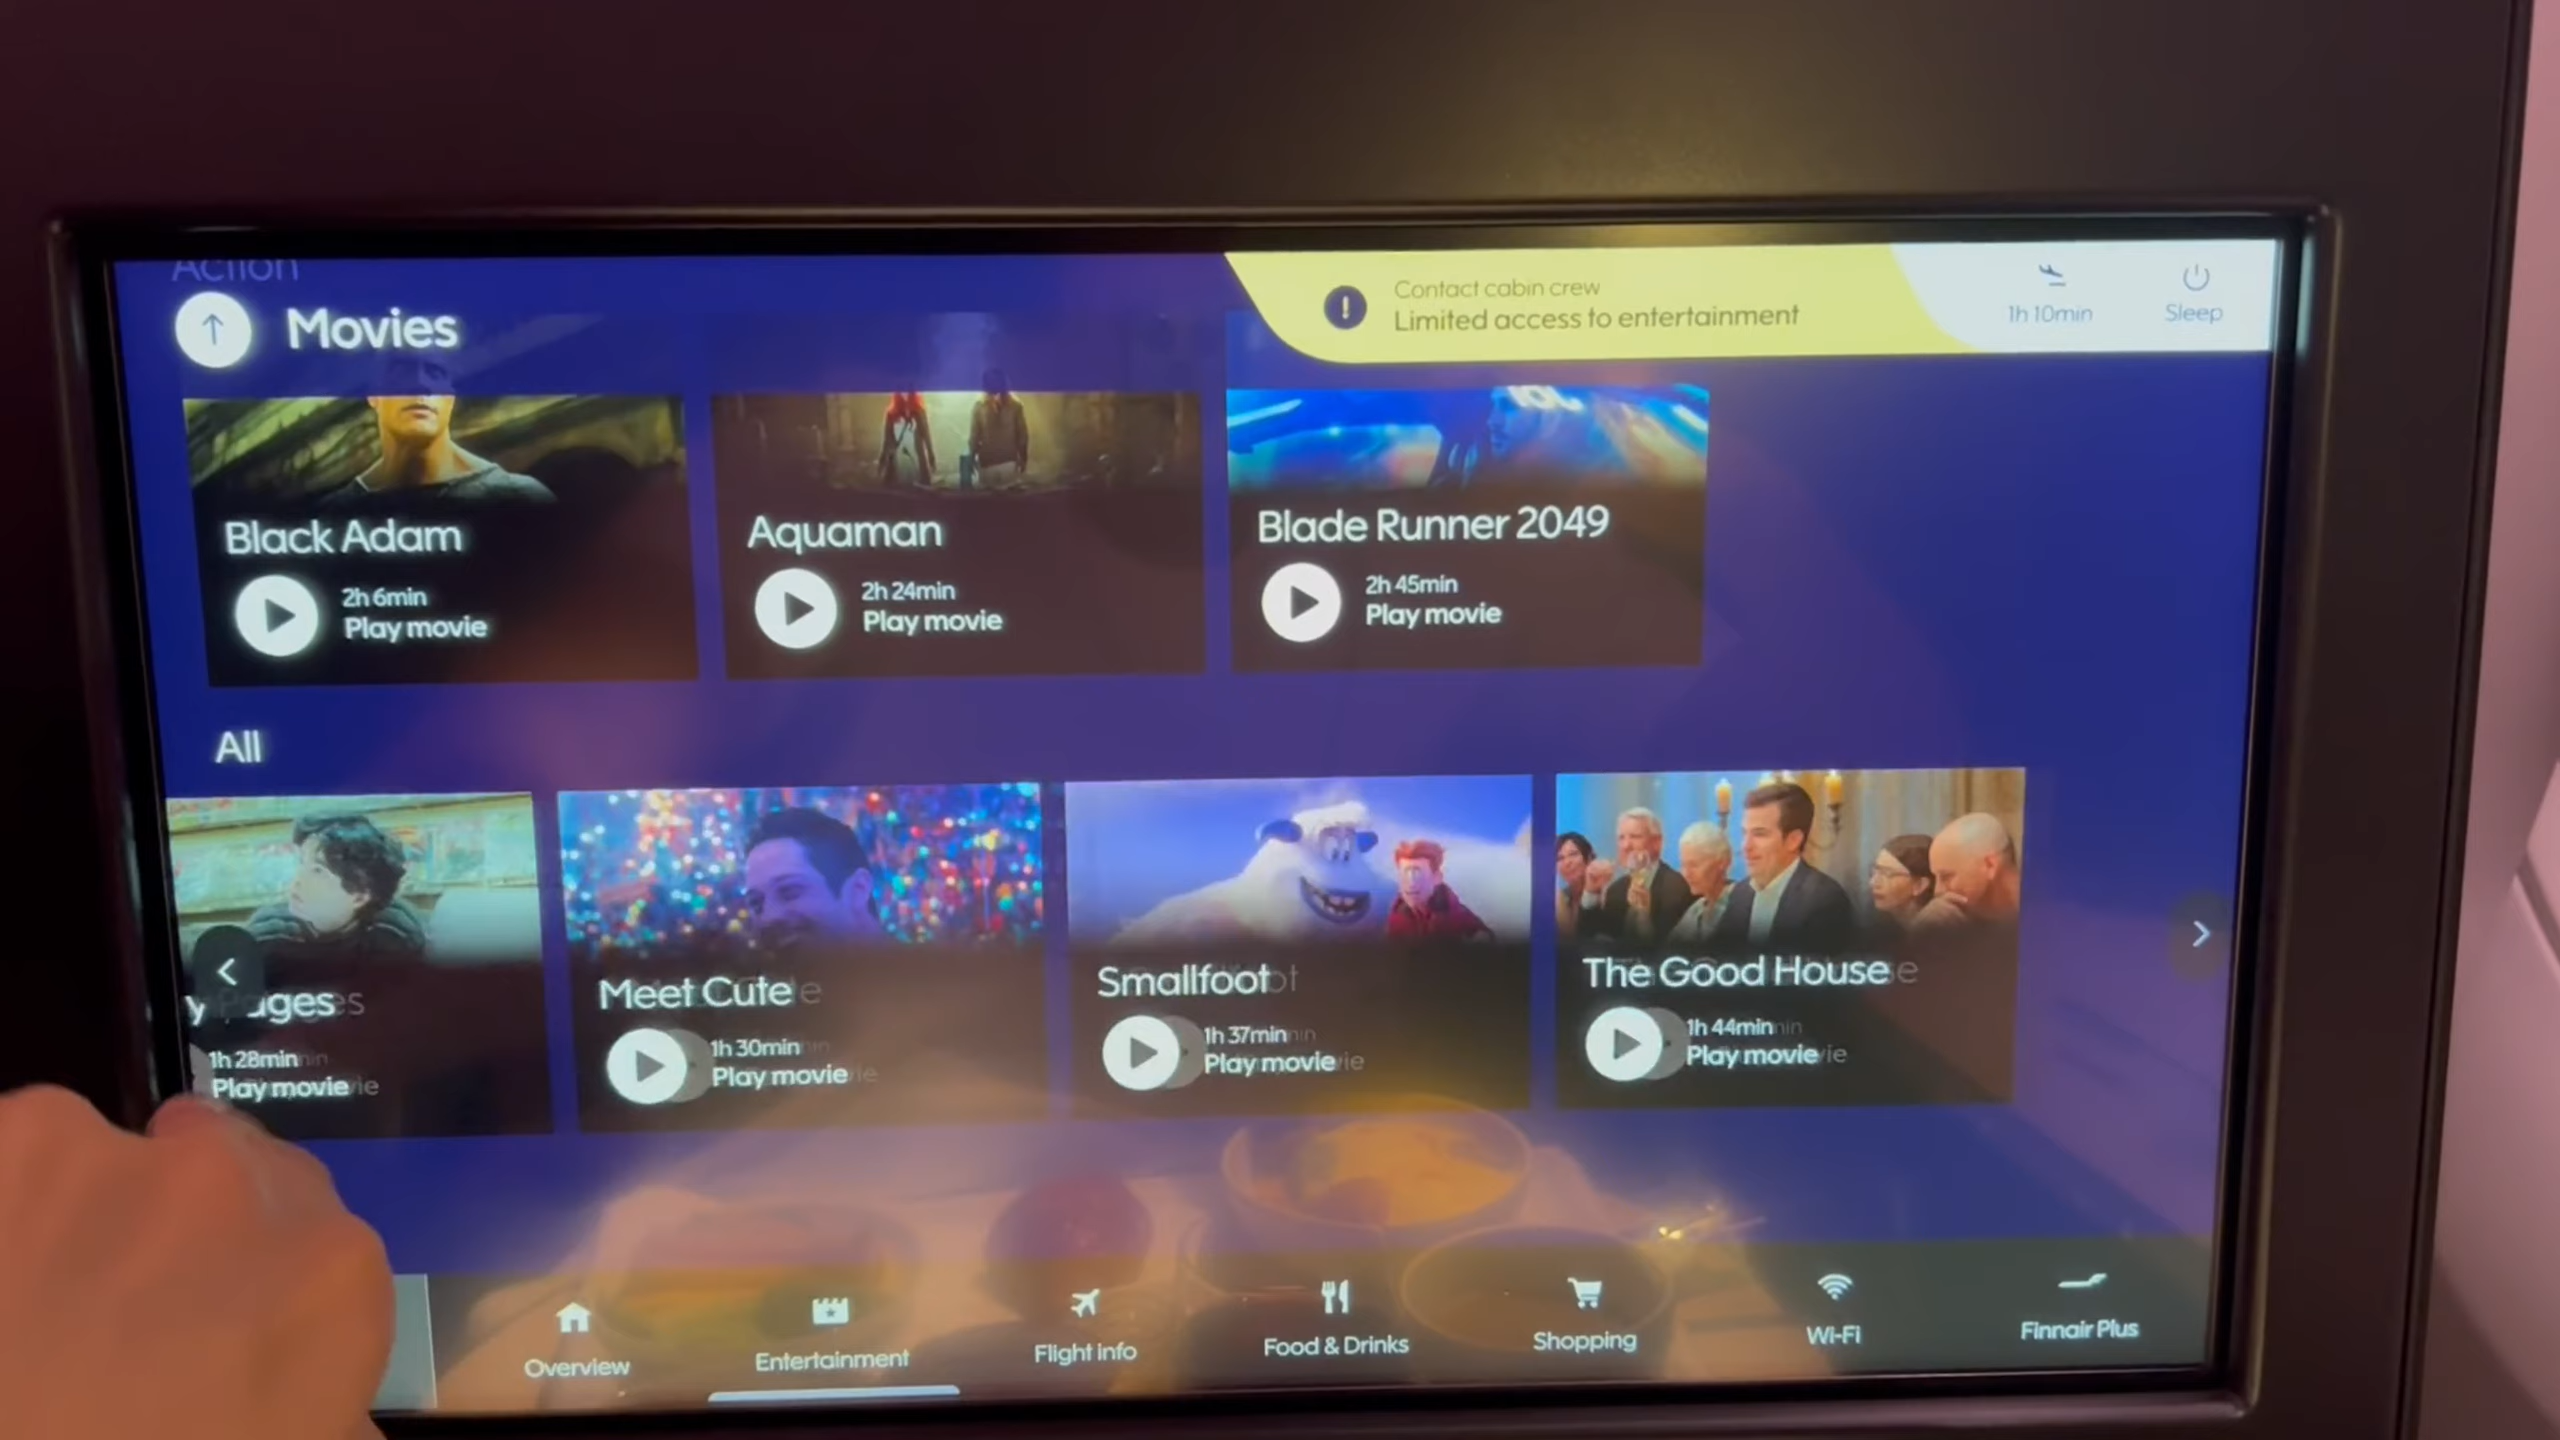 Action
Movies
Contact cabin crew
Limited access to entertainment
1h 10min
Sleep
Black Adam
2h 6min
Play movie
Aquaman
2h 24min
Play movie
Blade Runner 2049
2h 45min
Play movie
All
y ages
1h 28min
Play movie
Meet Cute
1h 30min
Play movie
Smallfoot
1h 37min
Play movie
The Good House
1h 44min
Play movie
Overview
Entertainment
Flight info
Food & Drinks
Shopping
Wi-Fi
Finnair Plus